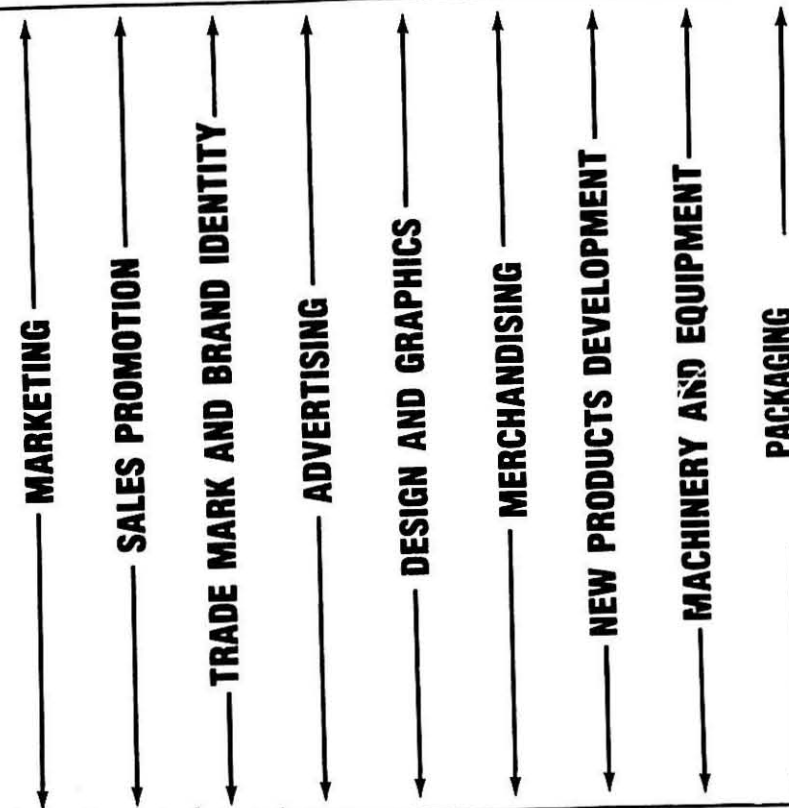 MARKETING
SALES PROMOTION
TRADE MARK AND BRAND IDENTITY
ADVERTISING
DESIGN AND GRAPHICS
MERCHANDISING
NEW PRODUCTS DEVELOPMENT
MACHINERY AND EQUIPMENT
PACKAGING